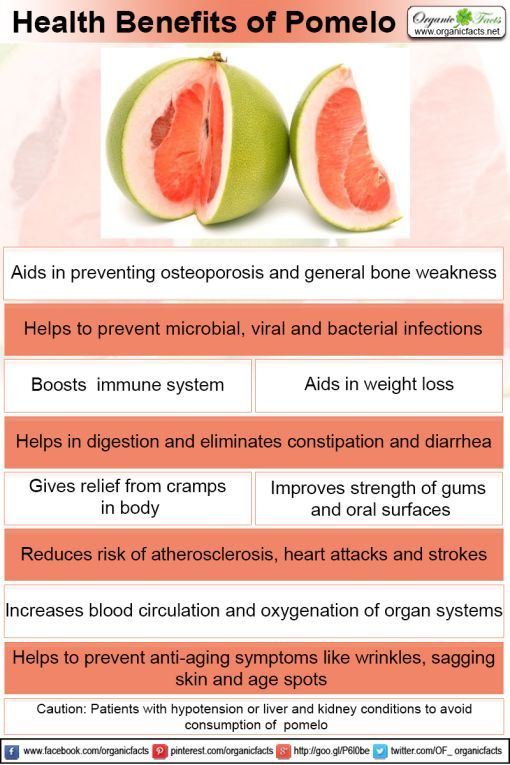 Health Benefits of Pomelo
Organic Facts
www.organicfacts.net
Aids in preventing osteoporosis and general bone weakness
Helps to prevent microbial, viral and bacterial infections
Boosts immune system
Aids in weight loss
Helps in digestion and eliminates constipation and diarrhea
Gives relief from cramps
in body
Improves strength of gums
and oral surfaces
Reduces risk of atherosclerosis, heart attacks and strokes
Increases blood circulation and oxygenation of organ systems
Helps to prevent anti-aging symptoms like wrinkles, sagging
skin and age spots
Caution: Patients with hypotension or liver and kidney conditions to avoid
consumption of pomelo
www.facebook.com/organicfacts pinterest.com/organicfacts http://goo.gl/P6l0be twitter.com/OF_ organicfacts